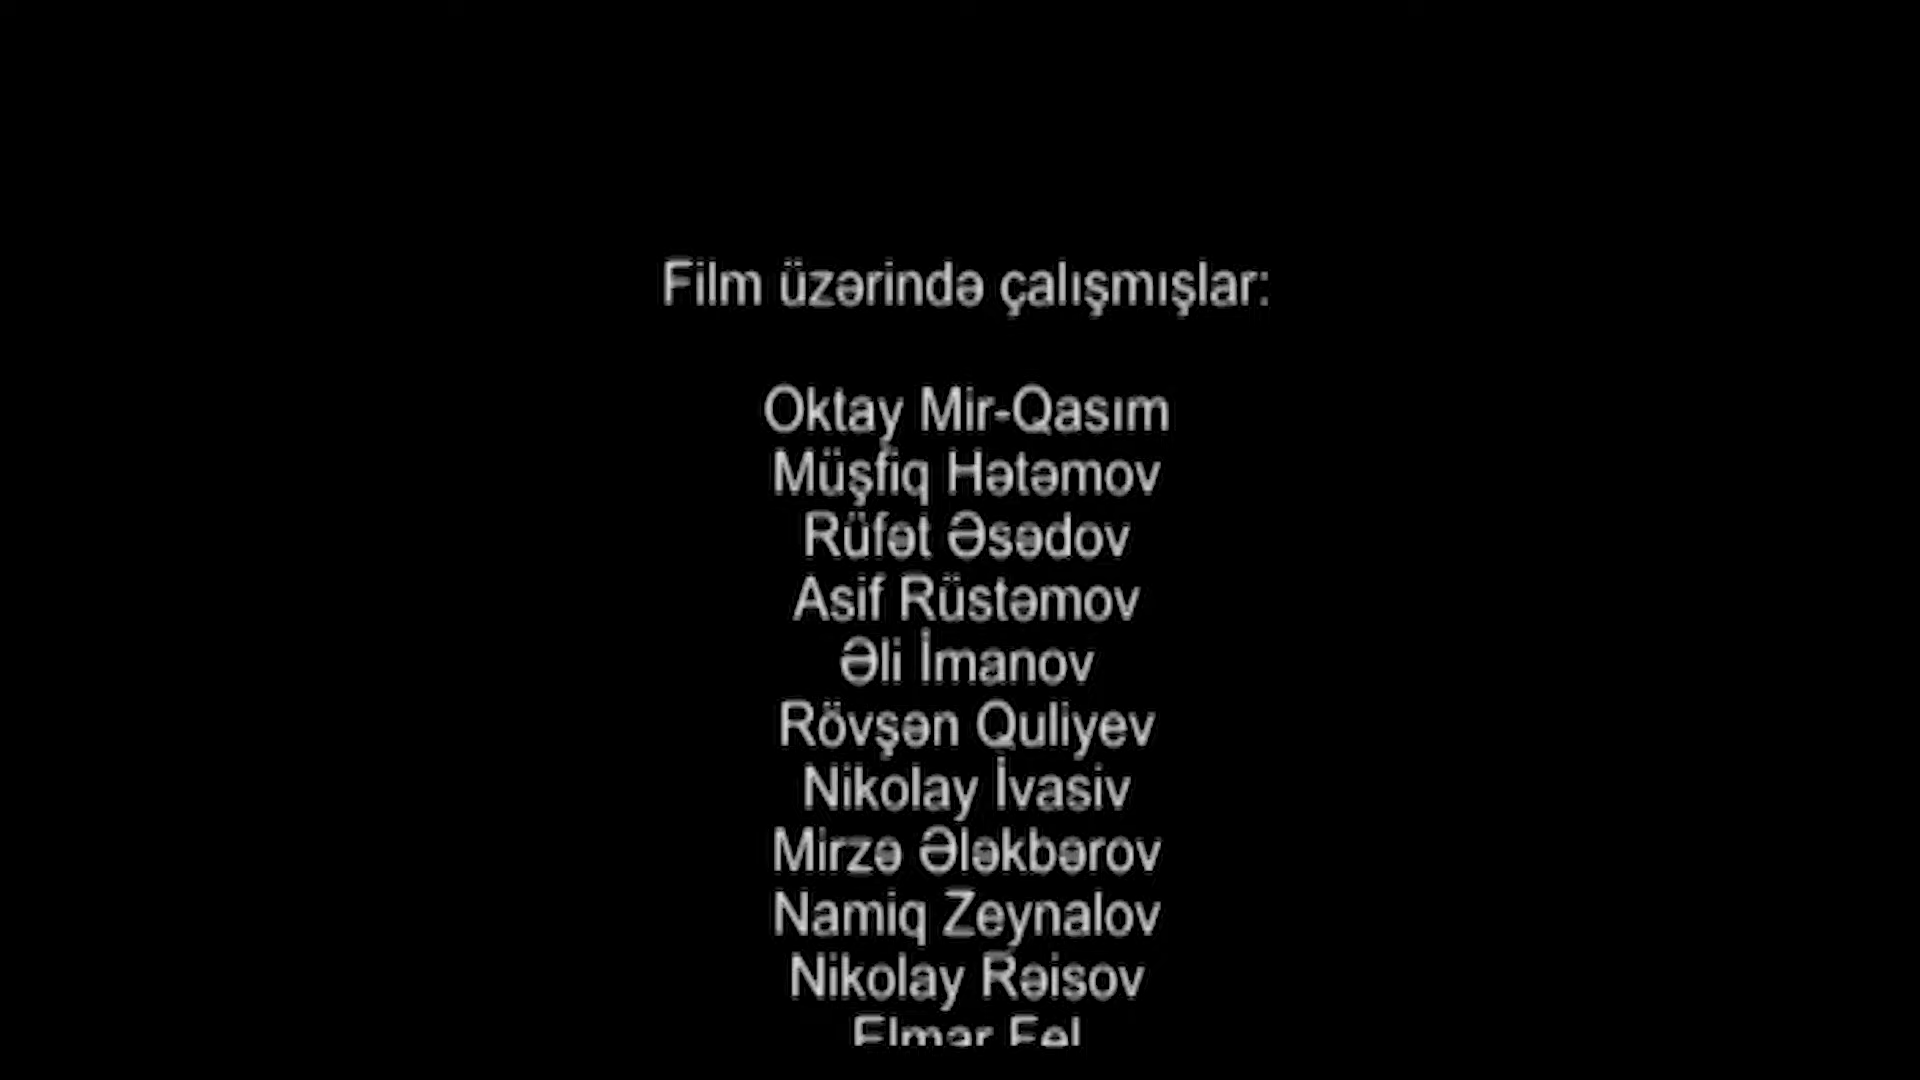 Film üzərində çalışmışlar:
Oktay Mir-Qasım
Müşfiq Hətəmov
Rüfət Əsədov
Asif Rüstəmov
Əli İmanov
Rövşən Quliyev
Nikolay İvasiv
Mirzə Ələkbərov
Namiq Zeynalov
Nikolay Rəisov
Elmar